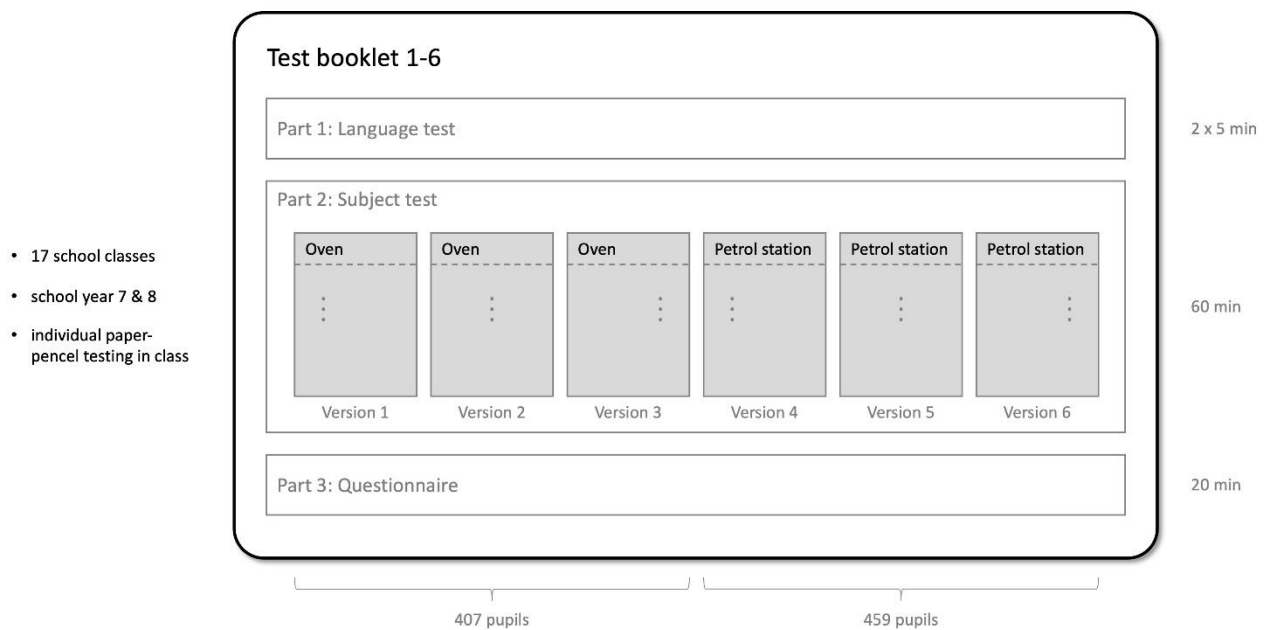 Test booklet 1-6
Part 1: Language test
2 x 5 min
Part 2: Subject test
• 17 school classes
• school year 7 & 8
• individual paper-
pencel testing in class
Oven
Oven
Oven
Petrol station
Petrol station
Petrol station
60 min
Version 1
Version 2
Version 3
Version 4
Version 5
Version 6
Part 3: Questionnaire
20 min
407 pupils
459 pupils